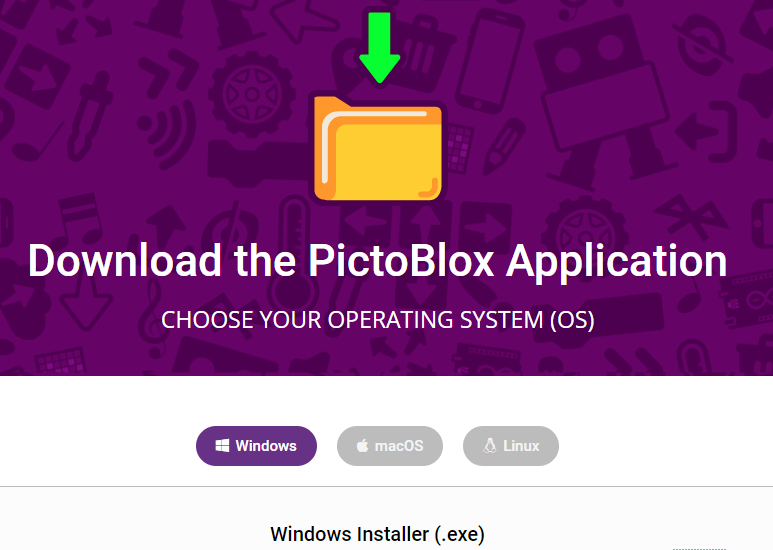 Download the PictoBlox Application
CHOOSE YOUR OPERATING SYSTEM (OS)
Windows
macOS
Linux
Windows Installer (.exe)